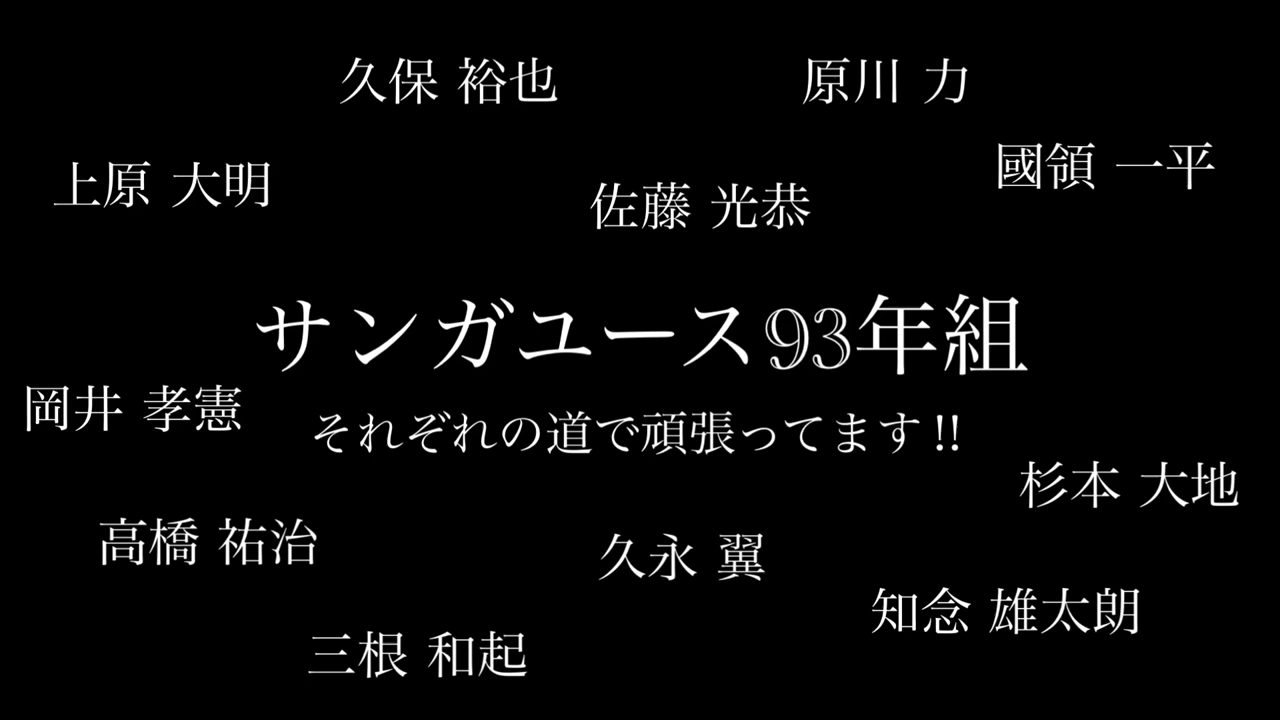 久保 裕也
原川 力
國領 一平
上原 大明
佐藤 光恭
サンガユース93年組
岡井 孝憲
それぞれの道で頑張ってます!!
杉本 大地
高橋 祐治
久永 翼
知念 雄太朗
三根 和起